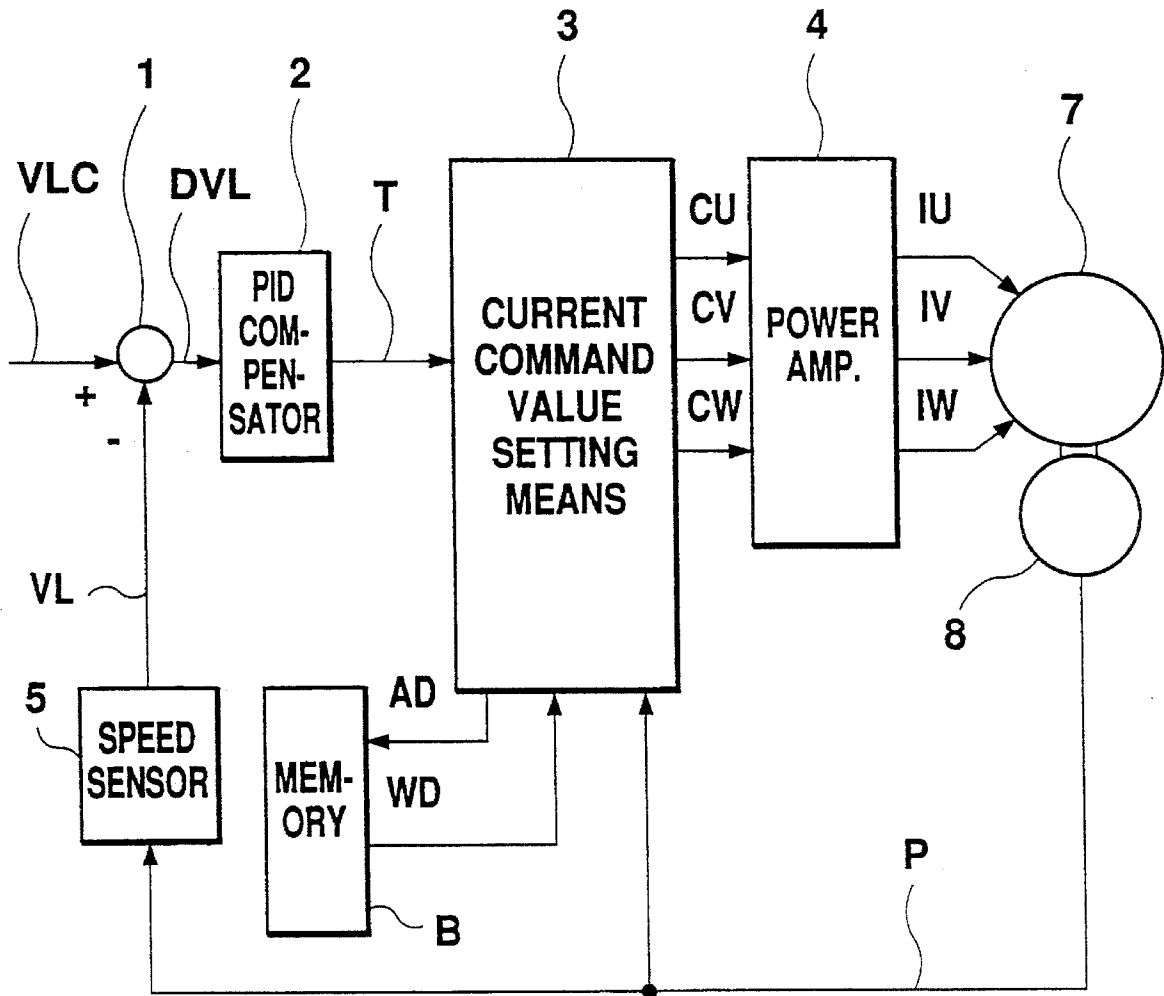 3
4
1
2
7
VLC
DVL
T
CU
IU
PID
COM-
PEN-
SATOR
CURRENT
COMMAND
VALUE
SETTING
MEANS
CV
IV
POWER
AMP.
CW
IW
+
-
VL
8
5
SPEED
SENSOR
AD
MEM-
ORY
WD
B
P